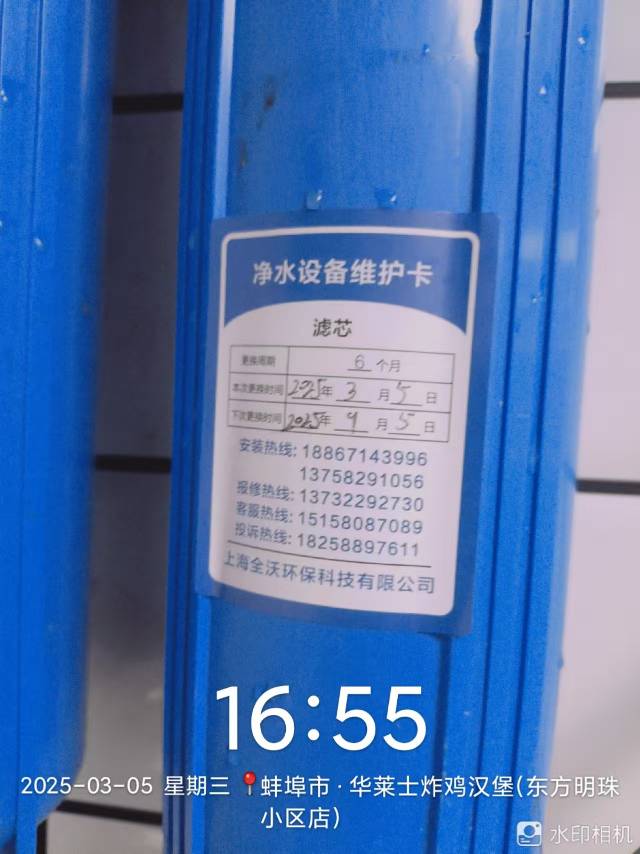 净水设备维护卡
滤芯
更换周期 6 个月
本次更换时间 2025年 3 月 5 日
下次更换时间 2025年 9 月 5 日
安装热线: 18867143996
13758291056
报修热线: 13732292730
客服热线: 15158087089
投诉热线: 18258897611
上海全沃环保科技有限公司
16:55
2025-03-05 星期三 📍蚌埠市·华莱士炸鸡汉堡(东方明珠
小区店)
水印相机